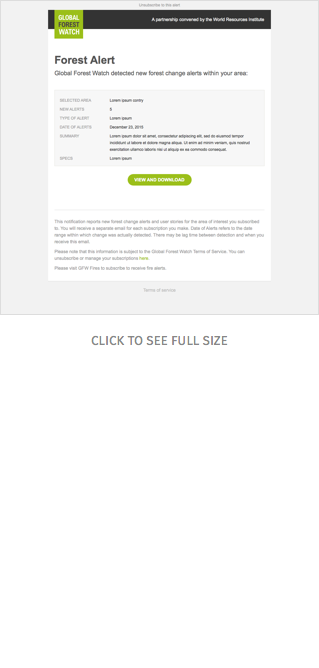 Unsubscribe to this alert
GLOBAL
FOREST
WATCH
A partnership convened by the World Resources Institute
Forest Alert
Global Forest Watch detected new forest change alerts within your area:
SELECTED AREA Lorem ipsum contry
NEW ALERTS 5
TYPE OF ALERT Lorem ipsum
DATE OF ALERTS December 23, 2015
SUMMARY Lorem ipsum dolor sit amet, consectetur adipiscing elit, sed do eiusmod tempor
incididunt ut labore et dolore magna aliqua. Ut enim ad minim veniam, quis nostrud
exercitation ullamco laboris nisi ut aliquip ex ea commodo consequat.
SPECS Lorem ipsum
VIEW AND DOWNLOAD
This notification reports new forest change alerts and user stories for the area of interest you subscribed
to. You will receive a separate email for each subscription you make. Date of Alerts refers to the date
range within which change was actually detected. There may be lag time between detection and when you
receive this email.
Please note that this information is subject to the Global Forest Watch Terms of Service. You can
unsubscribe or manage your subscriptions here.
Please visit GFW Fires to subscribe to receive fire alerts.
Terms of service
CLICK TO SEE FULL SIZE